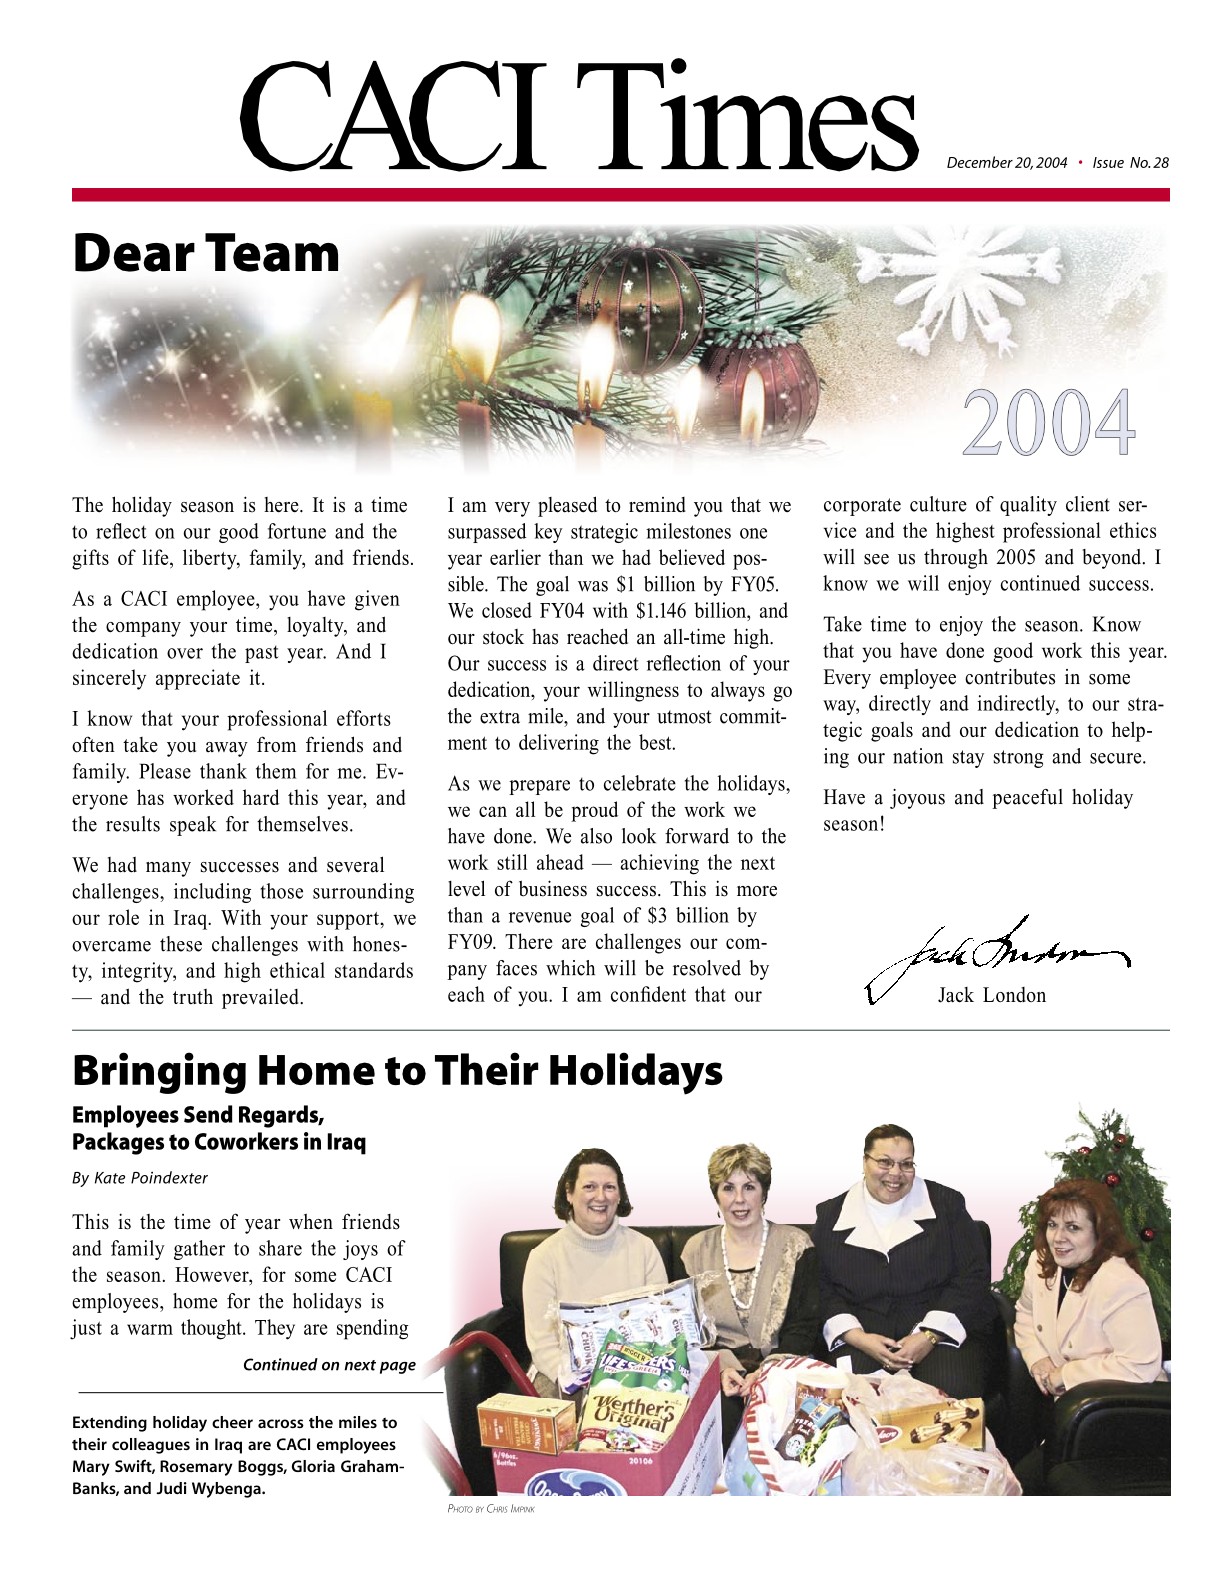 CACI Times
December 20, 2004 • Issue No. 28
Dear Team
2004
The holiday season is here. It is a time
to reflect on our good fortune and the
gifts of life, liberty, family, and friends.
As a CACI employee, you have given
the company your time, loyalty, and
dedication over the past year. And I
sincerely appreciate it.
I know that your professional efforts
often take you away from friends and
family. Please thank them for me. Ev-
eryone has worked hard this year, and
the results speak for themselves.
We had many successes and several
challenges, including those surrounding
our role in Iraq. With your support, we
overcame these challenges with hones-
ty, integrity, and high ethical standards
— and the truth prevailed.
I am very pleased to remind you that we
surpassed key strategic milestones one
year earlier than we had believed pos-
sible. The goal was $1 billion by FY05.
We closed FY04 with $1.146 billion, and
our stock has reached an all-time high.
Our success is a direct reflection of your
dedication, your willingness to always go
the extra mile, and your utmost commit-
ment to delivering the best.
As we prepare to celebrate the holidays,
we can all be proud of the work we
have done. We also look forward to the
work still ahead — achieving the next
level of business success. This is more
than a revenue goal of $3 billion by
FY09. There are challenges our com-
pany faces which will be resolved by
each of you. I am confident that our
corporate culture of quality client ser-
vice and the highest professional ethics
will see us through 2005 and beyond. I
know we will enjoy continued success.
Take time to enjoy the season. Know
that you have done good work this year.
Every employee contributes in some
way, directly and indirectly, to our stra-
tegic goals and our dedication to help-
ing our nation stay strong and secure.
Have a joyous and peaceful holiday
season!
Jack London
Jack London
Bringing Home to Their Holidays
Employees Send Regards,
Packages to Coworkers in Iraq
By Kate Poindexter
This is the time of year when friends
and family gather to share the joys of
the season. However, for some CACI
employees, home for the holidays is
just a warm thought. They are spending
Continued on next page
Extending holiday cheer across the miles to
their colleagues in Iraq are CACI employees
Mary Swift, Rosemary Boggs, Gloria Graham-
Banks, and Judi Wybenga.
Werther's
Original
6/96oz.
Bottles
20106
Photo by Chris Impink